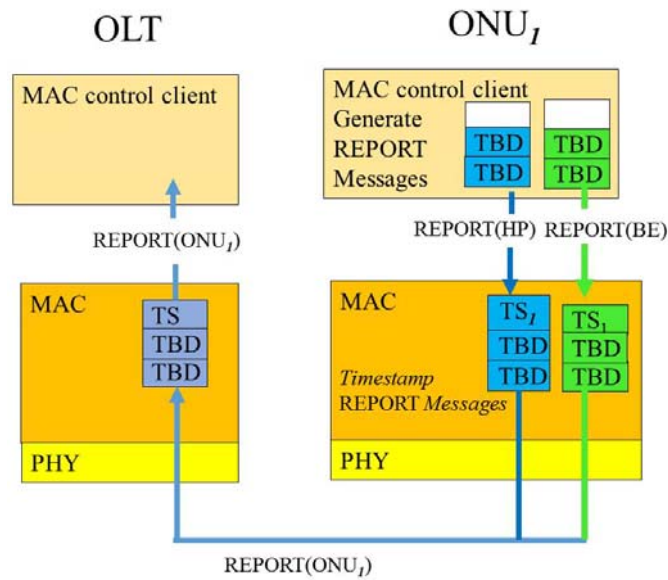 OLT
MAC control client
REPORT(ONU₁)
MAC
TS
TBD
TBD
PHY
ONU₁
MAC control client
Generate
REPORT
Messages
TBD
TBD
TBD
TBD
REPORT(HP)
REPORT(BE)
MAC
TS₁
TBD
TBD
TS₁
TBD
TBD
Timestamp
REPORT Messages
PHY
REPORT(ONU₁)